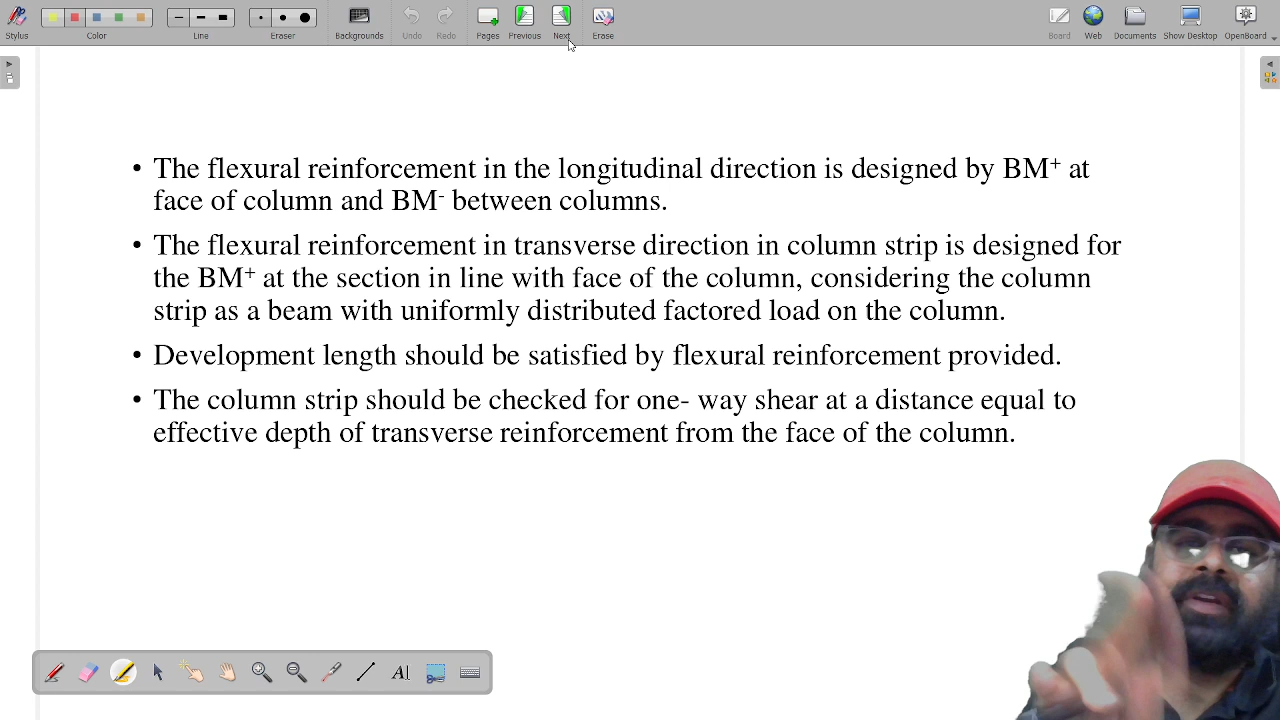 Stylus Color Line Eraser Backgrounds Undo Redo Pages Previous Next Erase Board Web Documents Show Desktop OpenBoard
• The flexural reinforcement in the longitudinal direction is designed by BM⁺ at
face of column and BM⁻ between columns.
• The flexural reinforcement in transverse direction in column strip is designed for
the BM⁺ at the section in line with face of the column, considering the column
strip as a beam with uniformly distributed factored load on the column.
• Development length should be satisfied by flexural reinforcement provided.
• The column strip should be checked for one- way shear at a distance equal to
effective depth of transverse reinforcement from the face of the column.
AI